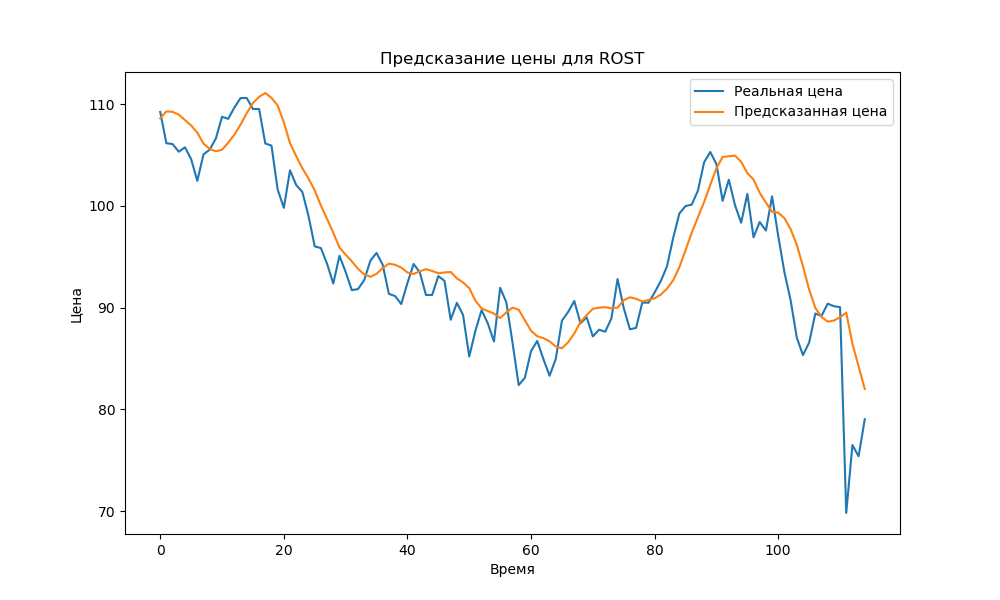 Предсказание цены для ROST
Реальная цена
Предсказанная цена
110
100
90
80
70
Цена
0 20 40 60 80 100
Время